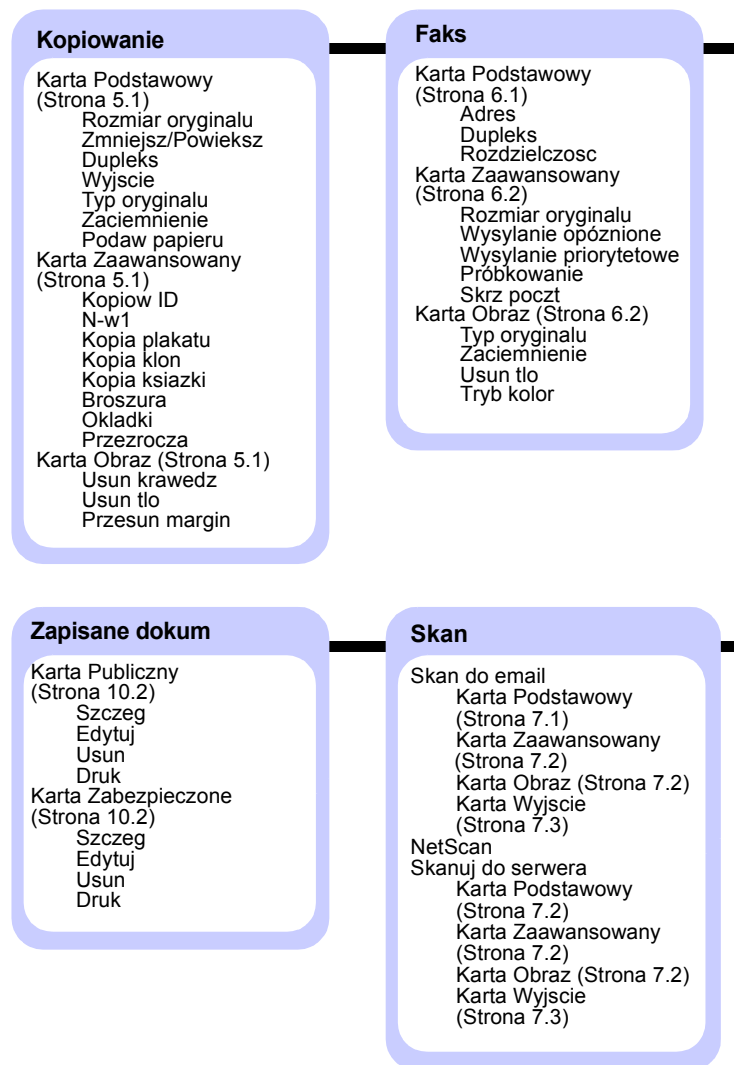 Kopiowanie
Karta Podstawowy
(Strona 5.1)
Rozmiar oryginalu
Zmniejsz/Powieksz
Dupleks
Wyjscie
Typ oryginalu
Zaciemnienie
Podaw papieru
Karta Zaawansowany
(Strona 5.1)
Kopiow ID
N-w1
Kopia plakatu
Kopia klon
Kopia ksiazki
Broszura
Okladki
Przezrocza
Karta Obraz (Strona 5.1)
Usun krawedz
Usun tlo
Przesun margin
Faks
Karta Podstawowy
(Strona 6.1)
Adres
Dupleks
Rozdzielczosc
Karta Zaawansowany
(Strona 6.2)
Rozmiar oryginalu
Wysylanie opóznione
Wysylanie priorytetowe
Próbkowanie
Skrz poczt
Karta Obraz (Strona 6.2)
Typ oryginalu
Zaciemnienie
Usun tlo
Tryb kolor
Zapisane dokum
Karta Publiczny
(Strona 10.2)
Szczeg
Edytuj
Usun
Druk
Karta Zabezpieczone
(Strona 10.2)
Szczeg
Edytuj
Usun
Druk
Skan
Skan do email
Karta Podstawowy
(Strona 7.1)
Karta Zaawansowany
(Strona 7.2)
Karta Obraz (Strona 7.2)
Karta Wyjscie
(Strona 7.3)
NetScan
Skanuj do serwera
Karta Podstawowy
(Strona 7.2)
Karta Zaawansowany
(Strona 7.2)
Karta Obraz (Strona 7.2)
Karta Wyjscie
(Strona 7.3)